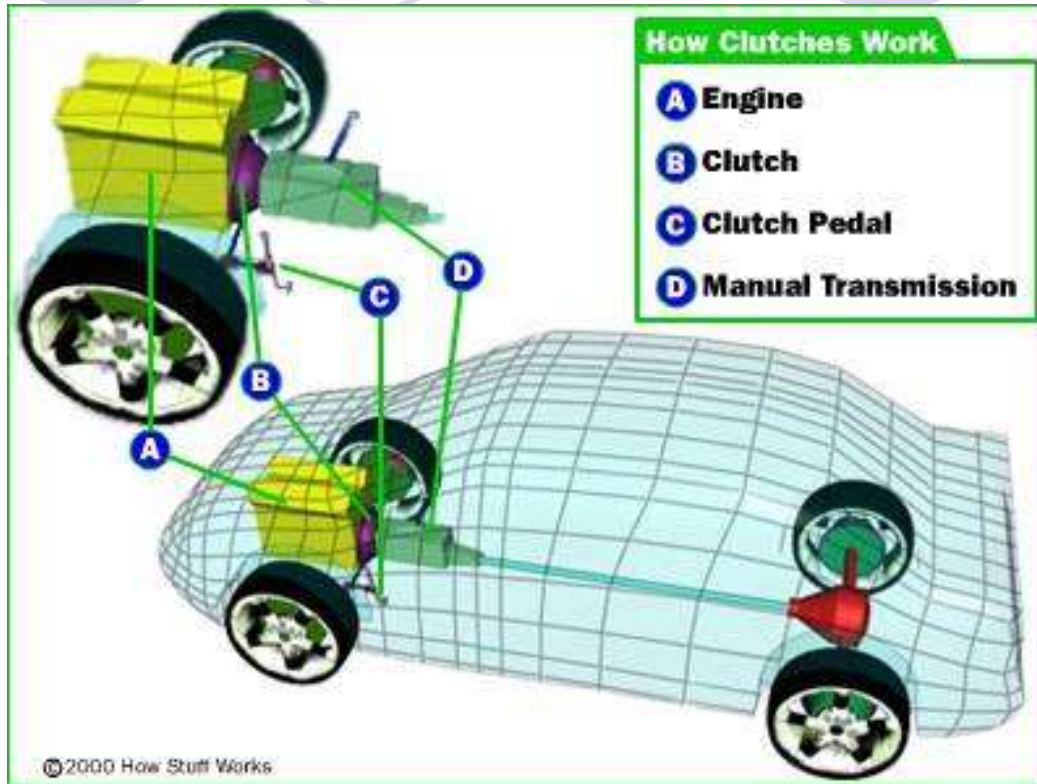 How Clutches Work
A Engine
B Clutch
C Clutch Pedal
D Manual Transmission
D
C
B
A
©2000 How Stuff Works